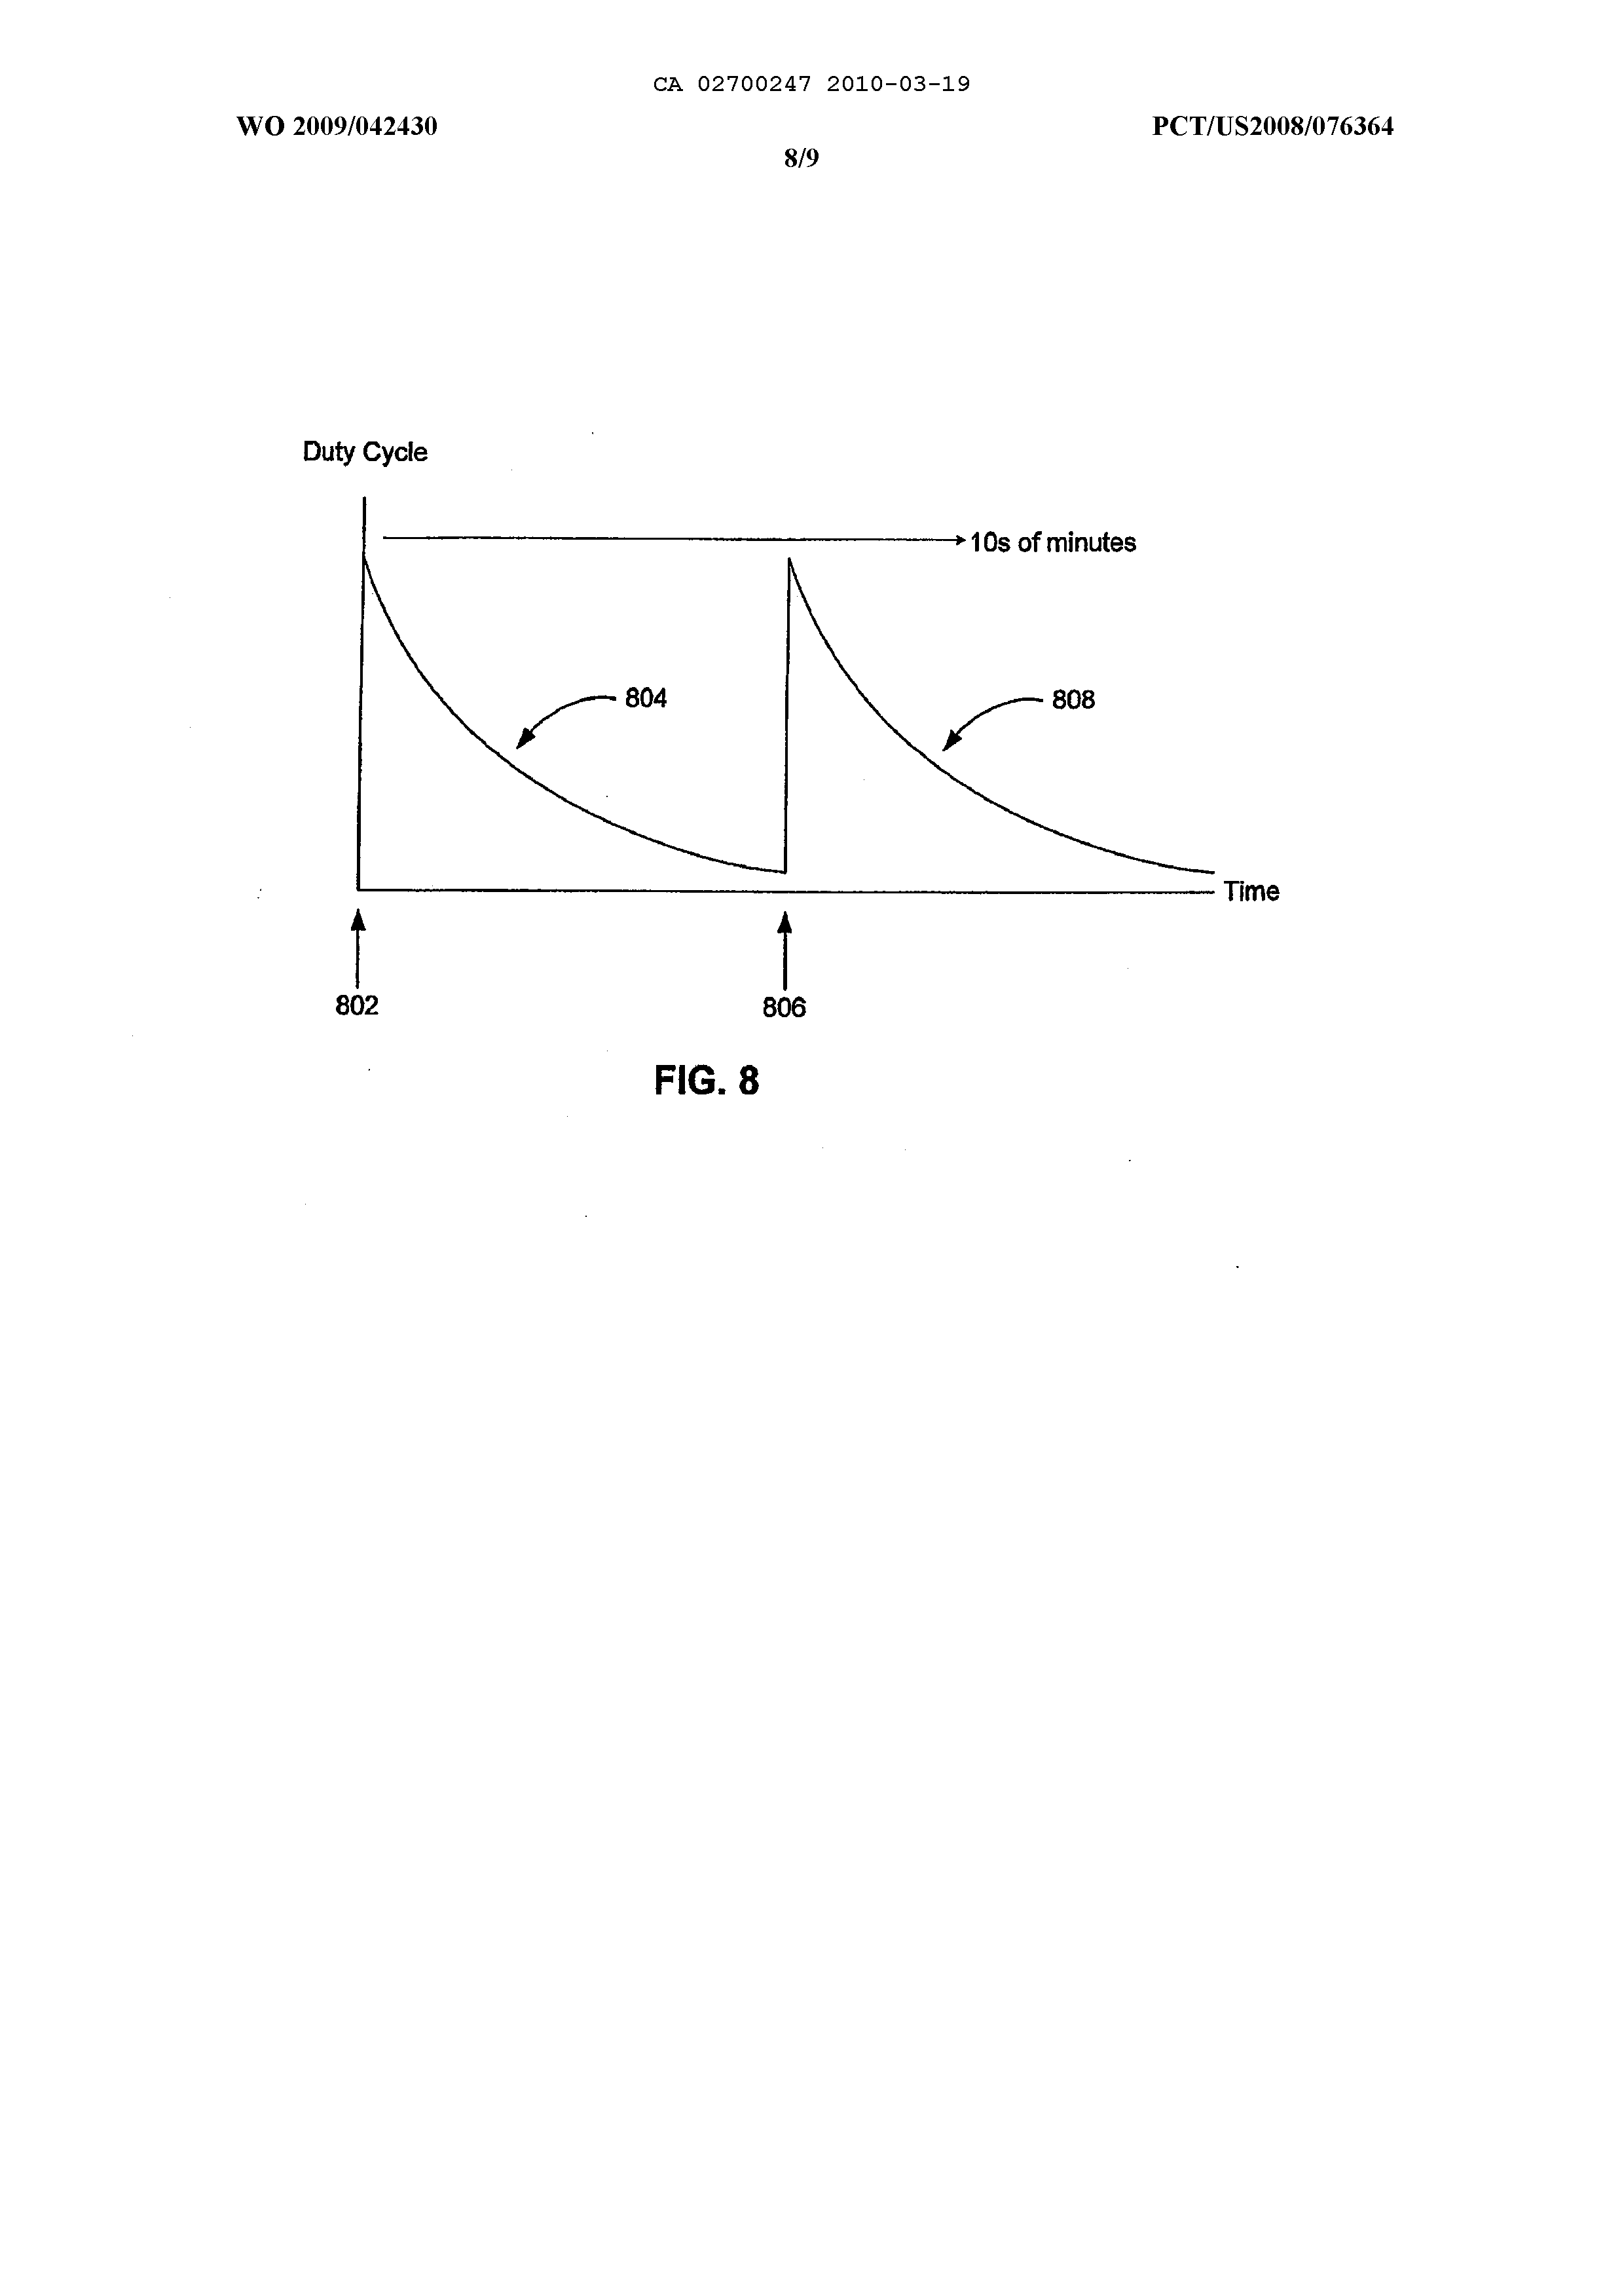 CA 02700247 2010-03-19
WO 2009/042430 PCT/US2008/076364
8/9
Duty Cycle
10s of minutes
804 808
Time
802 806
FIG. 8